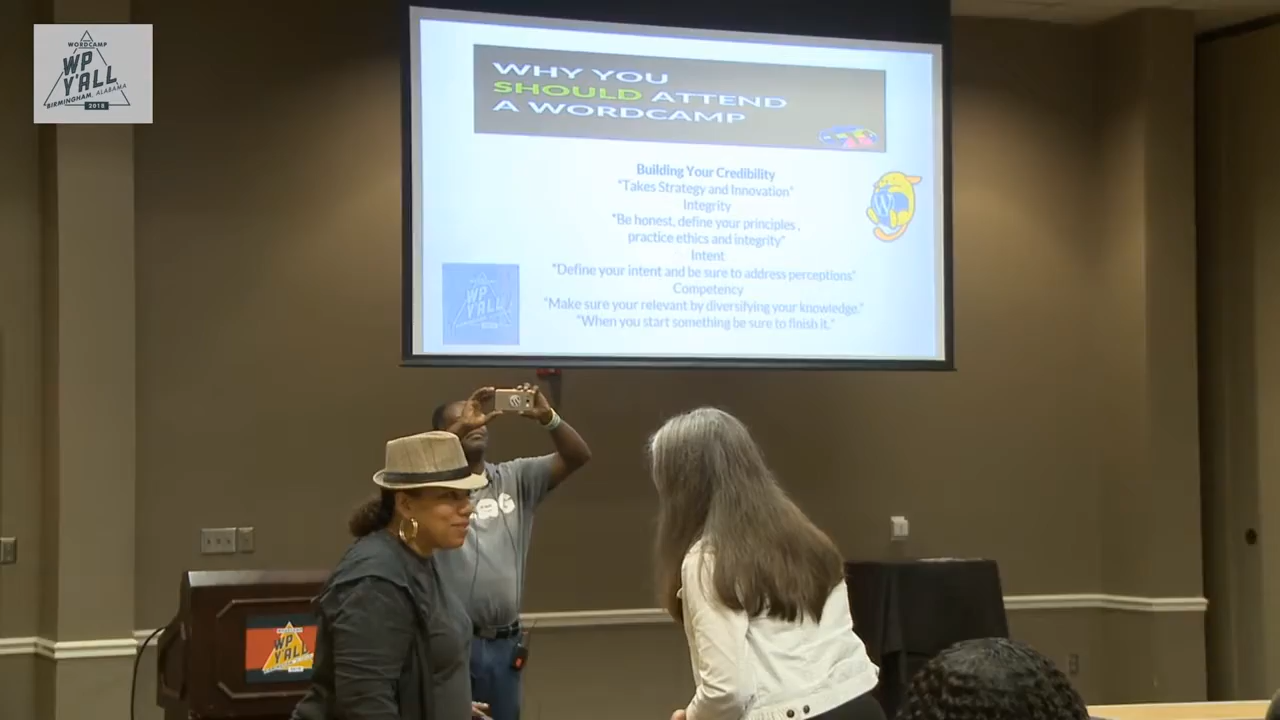 WORDCAMP
WP
Y'ALL
BIRMINGHAM, ALABAMA
2018
WHY YOU
SHOULD ATTEND
A WORDCAMP
Building Your Credibility
"Takes Strategy and Innovation"
Integrity
"Be honest, define your principles ,
practice ethics and integrity"
Intent
"Define your intent and be sure to address perceptions"
Competency
"Make sure your relevant by diversifying your knowledge."
"When you start something be sure to finish it."
WP
Y'ALL
WP
Y'ALL